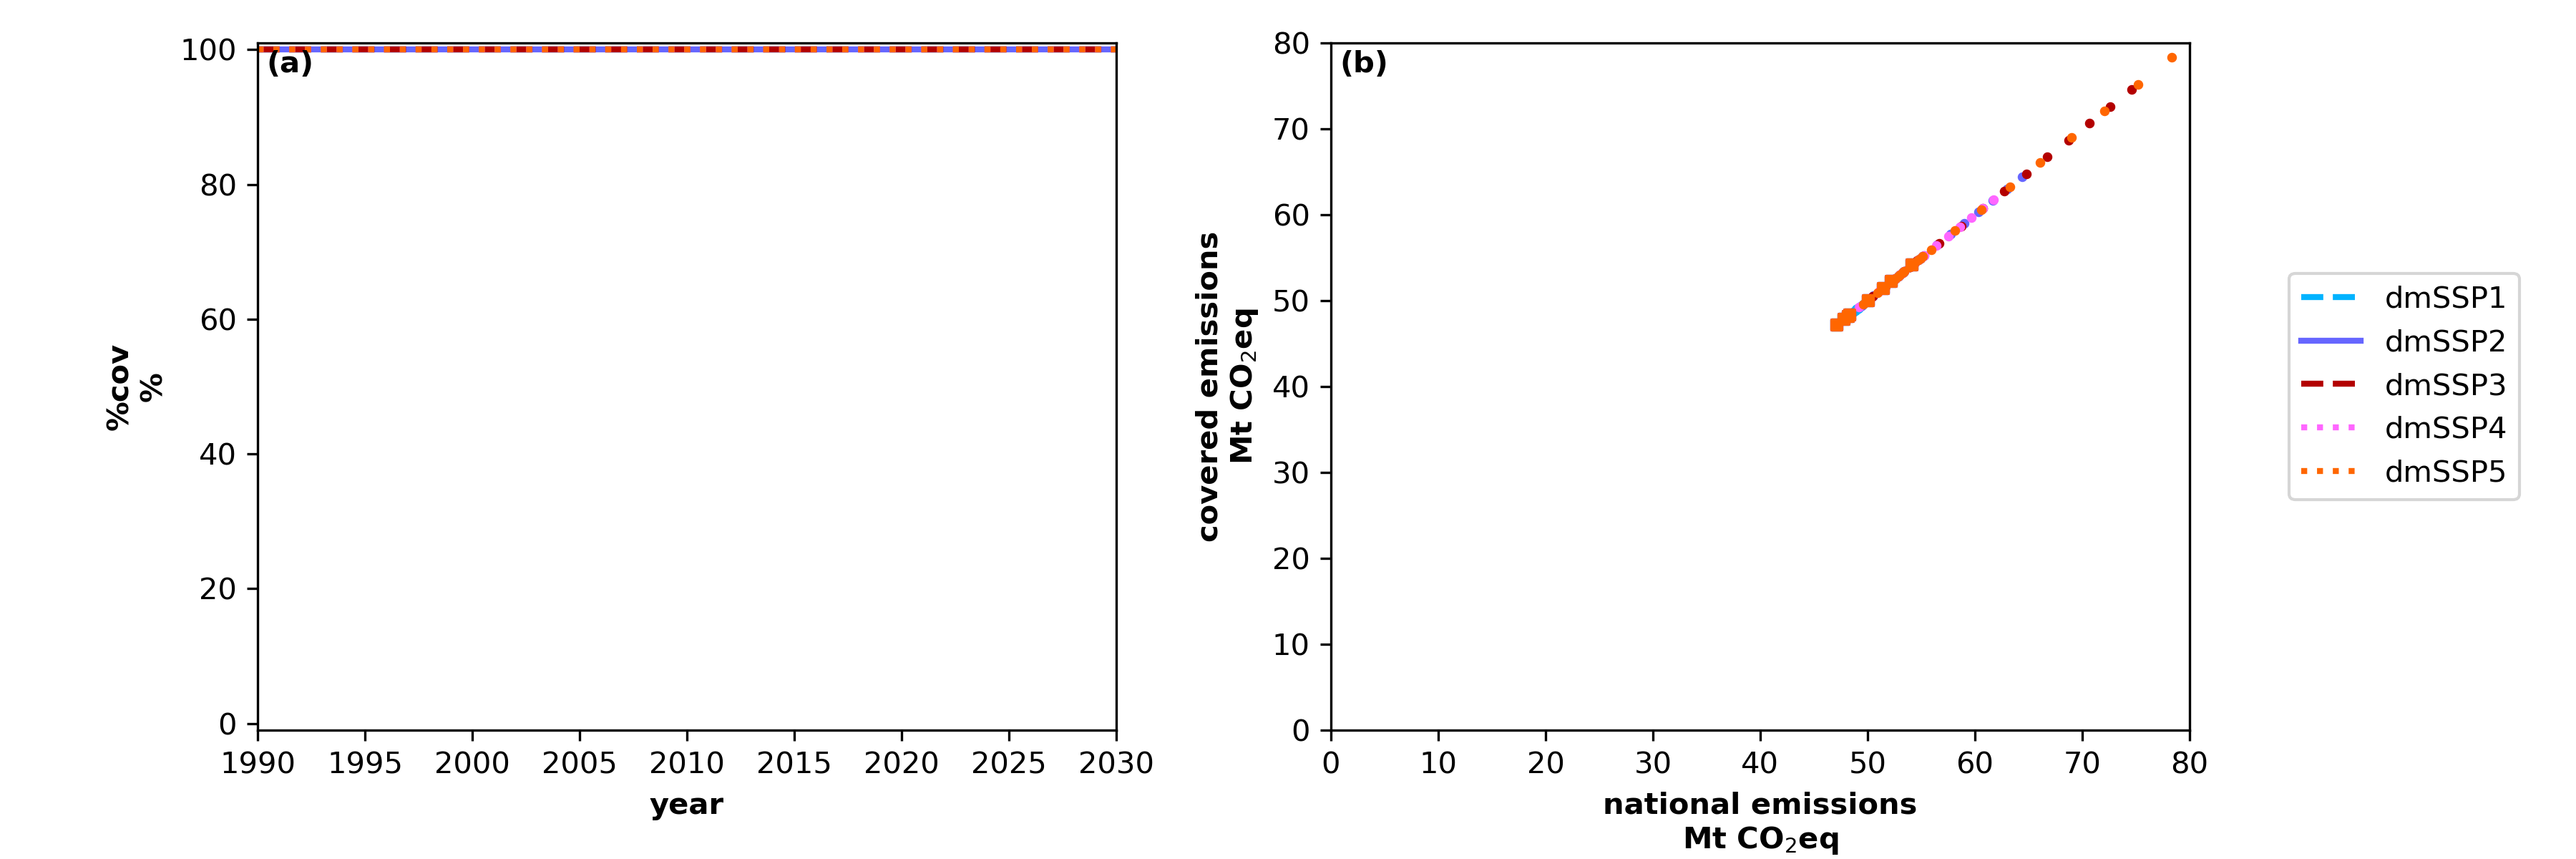 (a)
100
80
60
40
20
0
%cov
%
1990 1995 2000 2005 2010 2015 2020 2025 2030
year
(b)
80
70
60
50
40
30
20
10
0
covered emissions
Mt CO₂eq
0 10 20 30 40 50 60 70 80
national emissions
Mt CO₂eq
dmSSP1
dmSSP2
dmSSP3
dmSSP4
dmSSP5